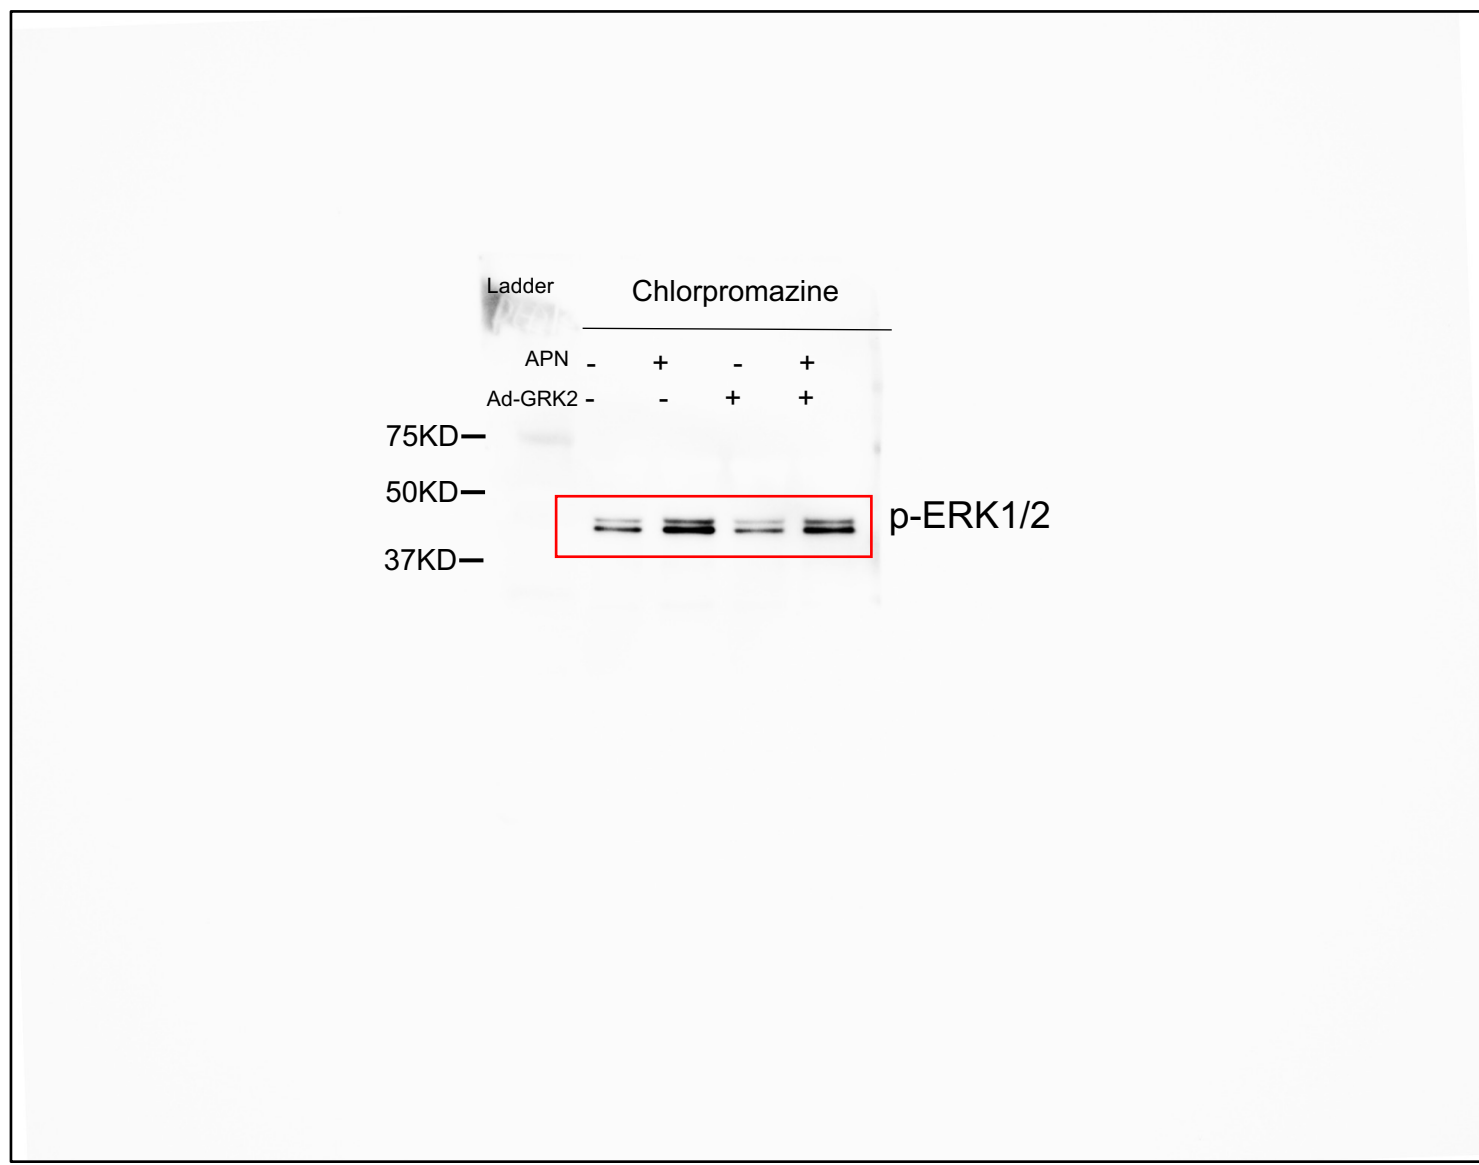 Ladder
Chlorpromazine
APN - + - +
Ad-GRK2 - - + +
75KD
50KD
p-ERK1/2
37KD